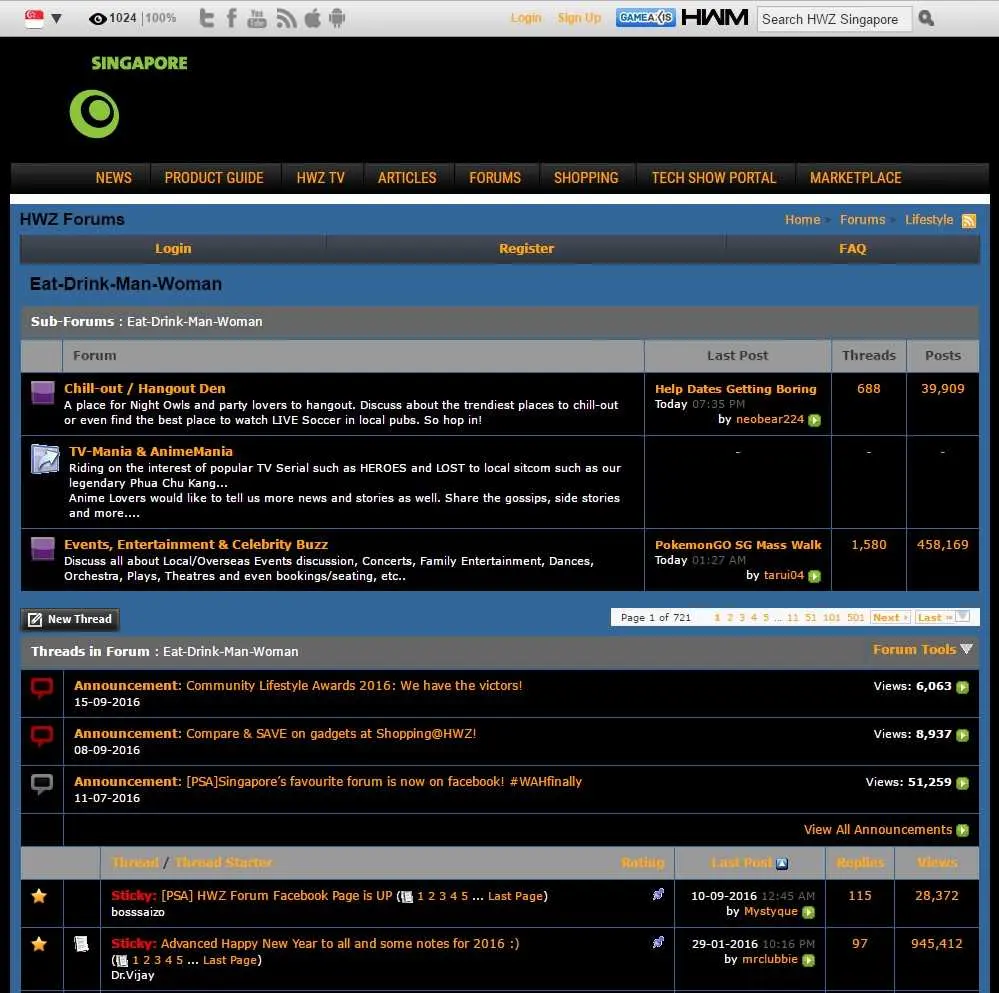 1024 |100%
Login Sign Up GAMEAXIS HWM Search HWZ Singapore
SINGAPORE
NEWS PRODUCT GUIDE HWZ TV ARTICLES FORUMS SHOPPING TECH SHOW PORTAL MARKETPLACE
HWZ Forums
Home Forums Lifestyle
Login Register FAQ
Eat-Drink-Man-Woman
Sub-Forums : Eat-Drink-Man-Woman
Forum Last Post Threads Posts
Chill-out / Hangout Den
A place for Night Owls and party lovers to hangout. Discuss about the trendiest places to chill-out
or even find the best place to watch LIVE Soccer in local pubs. So hop in!
Help Dates Getting Boring
Today 07:35 PM
by neobear224
688 39,909
TV-Mania & AnimeMania
Riding on the interest of popular TV Serial such as HEROES and LOST to local sitcom such as our
legendary Phua Chu Kang...
Anime Lovers would like to tell us more news and stories as well. Share the gossips, side stories
and more....
- - -
Events, Entertainment & Celebrity Buzz
Discuss all about Local/Overseas Events discussion, Concerts, Family Entertainment, Dances,
Orchestra, Plays, Theatres and even bookings/seating, etc..
PokemonGO SG Mass Walk
Today 01:27 AM
by tarui04
1,580 458,169
New Thread
Page 1 of 721 1 2 3 4 5 ... 11 51 101 501 Next > Last »
Threads in Forum : Eat-Drink-Man-Woman
Forum Tools
Announcement: Community Lifestyle Awards 2016: We have the victors!
15-09-2016
Views: 6,063
Announcement: Compare & SAVE on gadgets at Shopping@HWZ!
08-09-2016
Views: 8,937
Announcement: [PSA]Singapore's favourite forum is now on facebook! #WAHfinally
11-07-2016
Views: 51,259
View All Announcements
Thread / Thread Starter Rating Last Post Replies Views
Sticky: [PSA] HWZ Forum Facebook Page is UP ( 1 2 3 4 5 ... Last Page)
bosssaizo
10-09-2016 12:45 AM
by Mystyque
115 28,372
Sticky: Advanced Happy New Year to all and some notes for 2016 :)
( 1 2 3 4 5 ... Last Page)
Dr.Vijay
29-01-2016 10:16 PM
by mrclubbie
97 945,412